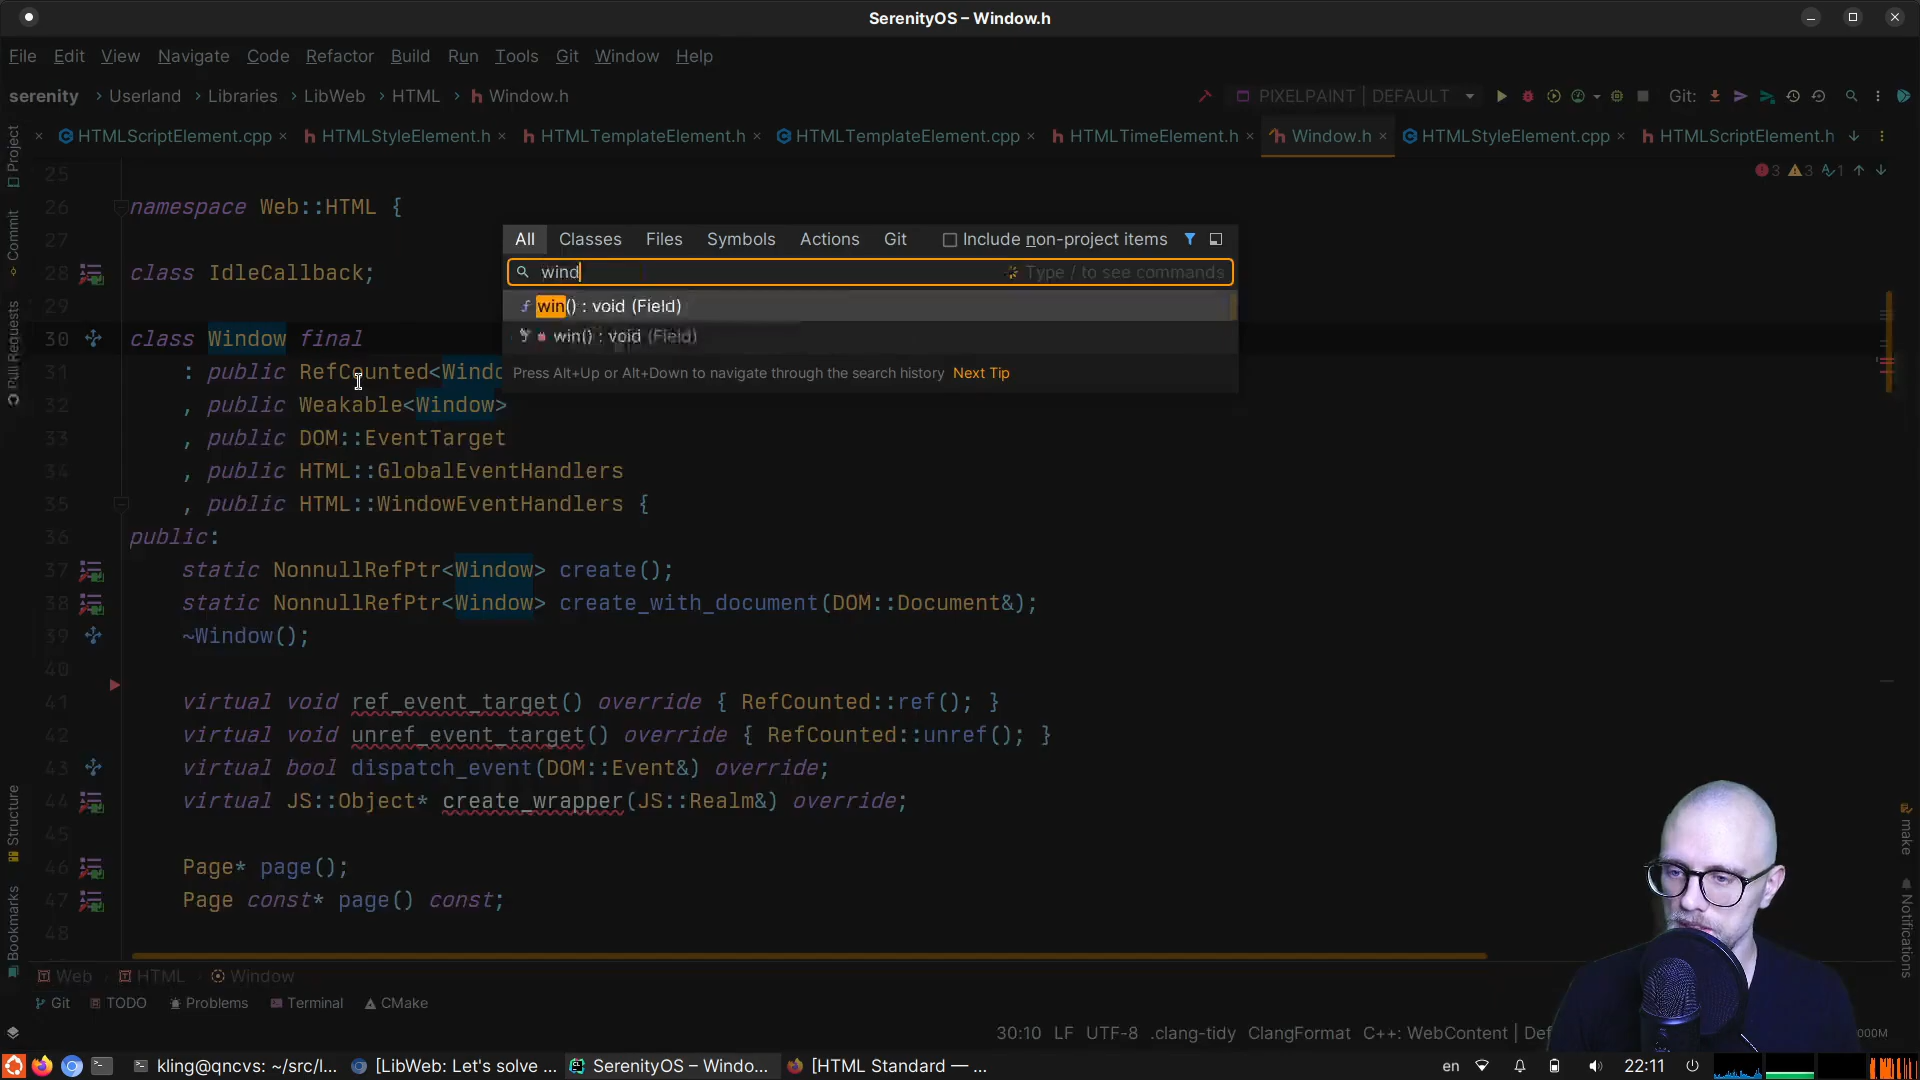 SerenityOS – Window.h
File Edit View Navigate Code Refactor Build Run Tools Git Window Help
serenity › Userland › Libraries › LibWeb › HTML › Window.h
PIXELPAINT | DEFAULT
Git:
HTMLScriptElement.cpp HTMLStyleElement.h HTMLTemplateElement.h HTMLTemplateElement.cpp HTMLTimeElement.h Window.h HTMLStyleElement.cpp HTMLScriptElement.h
3 3 1
All Classes Files Symbols Actions Git Include non-project items
wind Type / to see commands
win() : void (Field)
win() : void (Field)
Press Alt+Up or Alt+Down to navigate through the search history Next Tip
25
26 namespace Web::HTML {
27
28 class IdleCallback;
29
30 class Window final
31 : public RefCounted<Windo
32 , public Weakable<Window>
33 , public DOM::EventTarget
34 , public HTML::GlobalEventHandlers
35 , public HTML::WindowEventHandlers {
36 public:
37 static NonnullRefPtr<Window> create();
38 static NonnullRefPtr<Window> create_with_document(DOM::Document&);
39 ~Window();
40
41 virtual void ref_event_target() override { RefCounted::ref(); }
42 virtual void unref_event_target() override { RefCounted::unref(); }
43 virtual bool dispatch_event(DOM::Event&) override;
44 virtual JS::Object* create_wrapper(JS::Realm&) override;
45
46 Page* page();
47 Page const* page() const;
48
Project
Commit
Pull Requests
Structure
Bookmarks
make
Notifications
Web HTML Window
Git TODO Problems Terminal CMake
30:10 LF UTF-8 .clang-tidy ClangFormat C++: WebContent |
kling@qncvs: ~/src/l... [LibWeb: Let's solve ... SerenityOS – Windo... [HTML Standard — ...
en 22:11